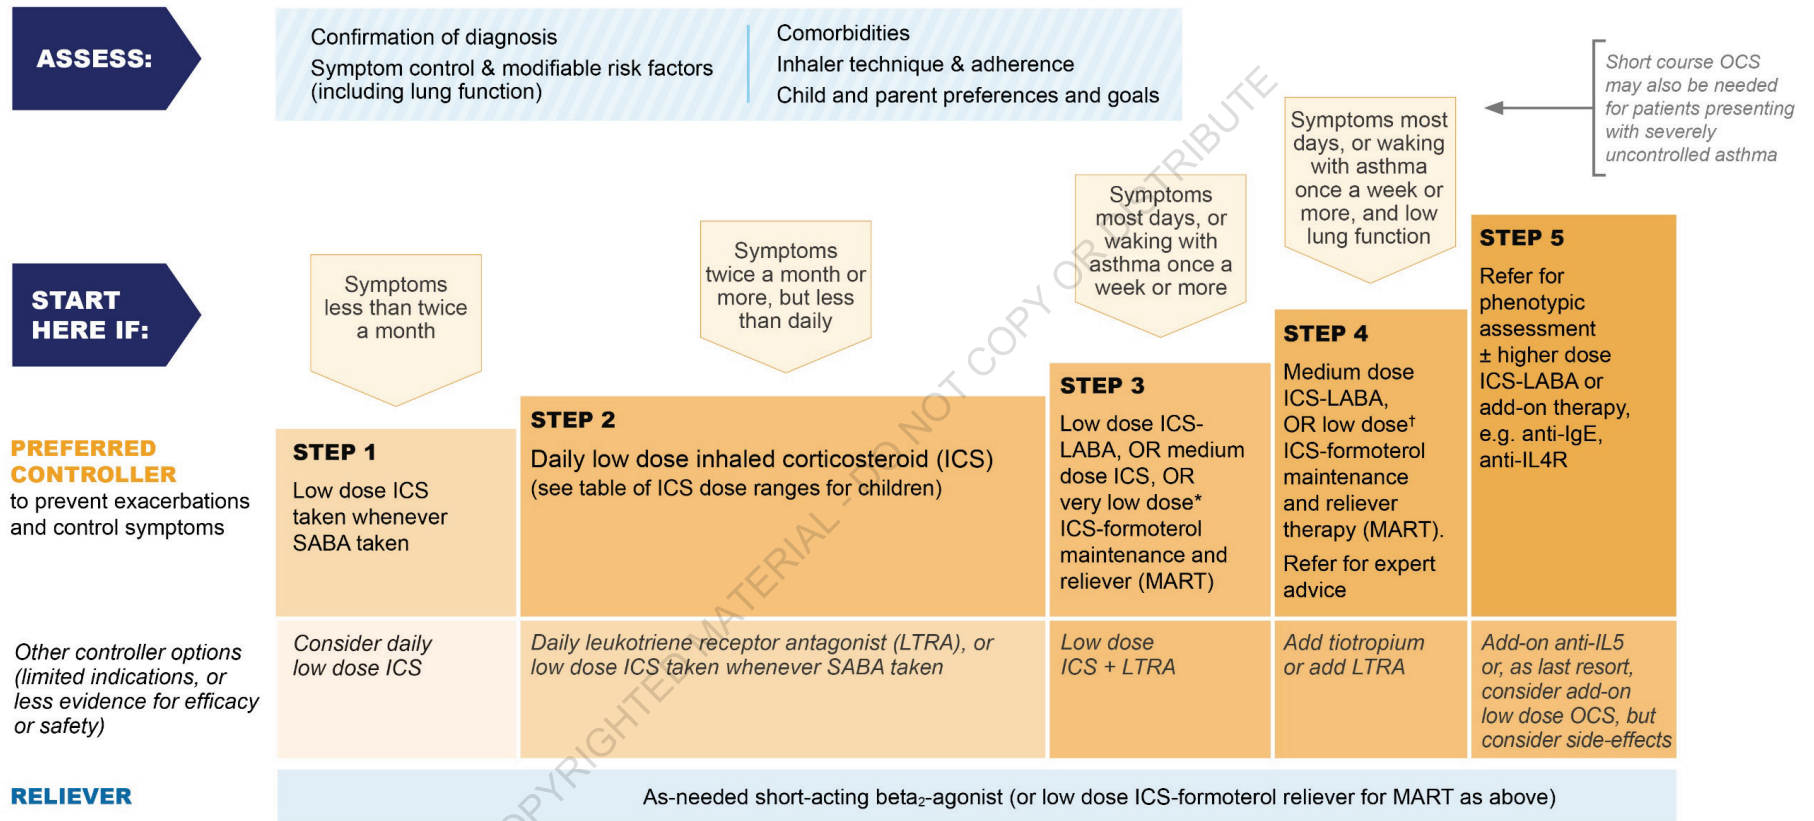 ASSESS:
Confirmation of diagnosis
Symptom control & modifiable risk factors
(including lung function)
Comorbidities
Inhaler technique & adherence
Child and parent preferences and goals
Short course OCS
may also be needed
for patients presenting
with severely
uncontrolled asthma
START
HERE IF:
Symptoms
less than twice
a month
Symptoms
twice a month or
more, but less
than daily
Symptoms
most days, or
waking with
asthma once a
week or more
Symptoms most
days, or waking
with asthma
once a week or
more, and low
lung function
PREFERRED
CONTROLLER
to prevent exacerbations
and control symptoms
STEP 1
Low dose ICS
taken whenever
SABA taken
STEP 2
Daily low dose inhaled corticosteroid (ICS)
(see table of ICS dose ranges for children)
STEP 3
Low dose ICS-
LABA, OR medium
dose ICS, OR
very low dose*
ICS-formoterol
maintenance and
reliever (MART)
STEP 4
Medium dose
ICS-LABA,
OR low dose†
ICS-formoterol
maintenance
and reliever
therapy (MART).
Refer for expert
advice
STEP 5
Refer for
phenotypic
assessment
± higher dose
ICS-LABA or
add-on therapy,
e.g. anti-IgE,
anti-IL4R
Other controller options
(limited indications, or
less evidence for efficacy
or safety)
Consider daily
low dose ICS
Daily leukotriene receptor antagonist (LTRA), or
low dose ICS taken whenever SABA taken
Low dose
ICS + LTRA
Add tiotropium
or add LTRA
Add-on anti-IL5
or, as last resort,
consider add-on
low dose OCS, but
consider side-effects
RELIEVER
As-needed short-acting beta₂-agonist (or low dose ICS-formoterol reliever for MART as above)
COPYRIGHTED MATERIAL - DO NOT COPY OR DISTRIBUTE